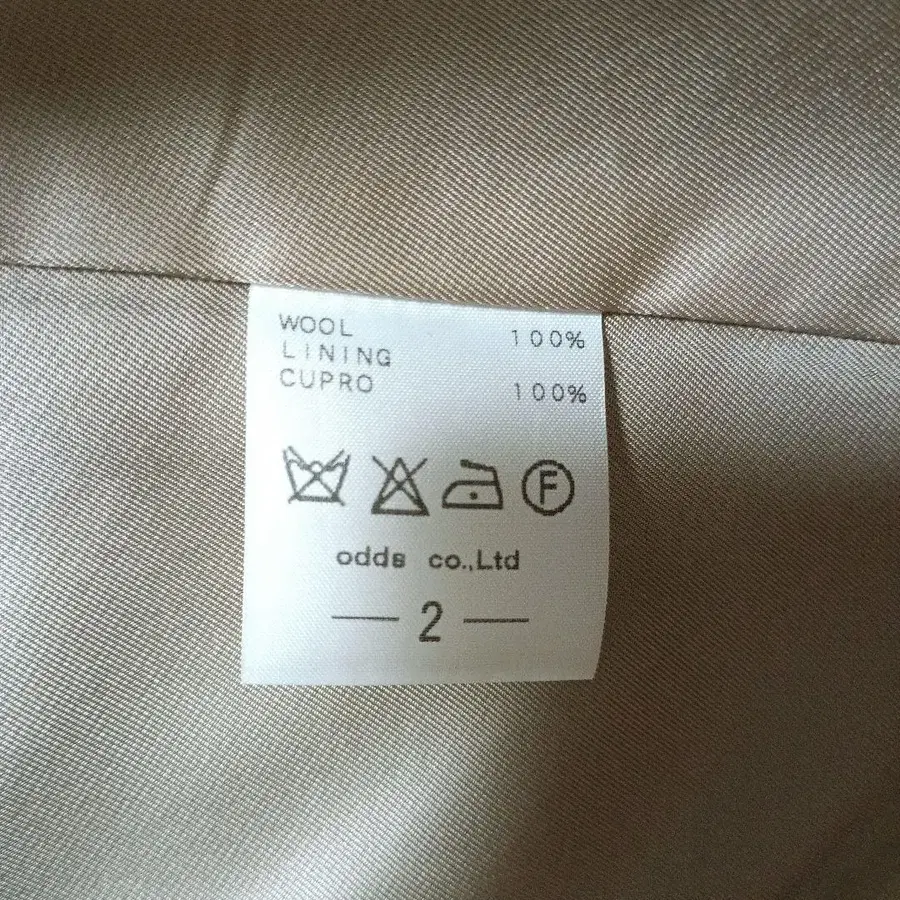 WOOL 100%
LINING
CUPRO 100%
F
odds co.,Ltd
— 2 —